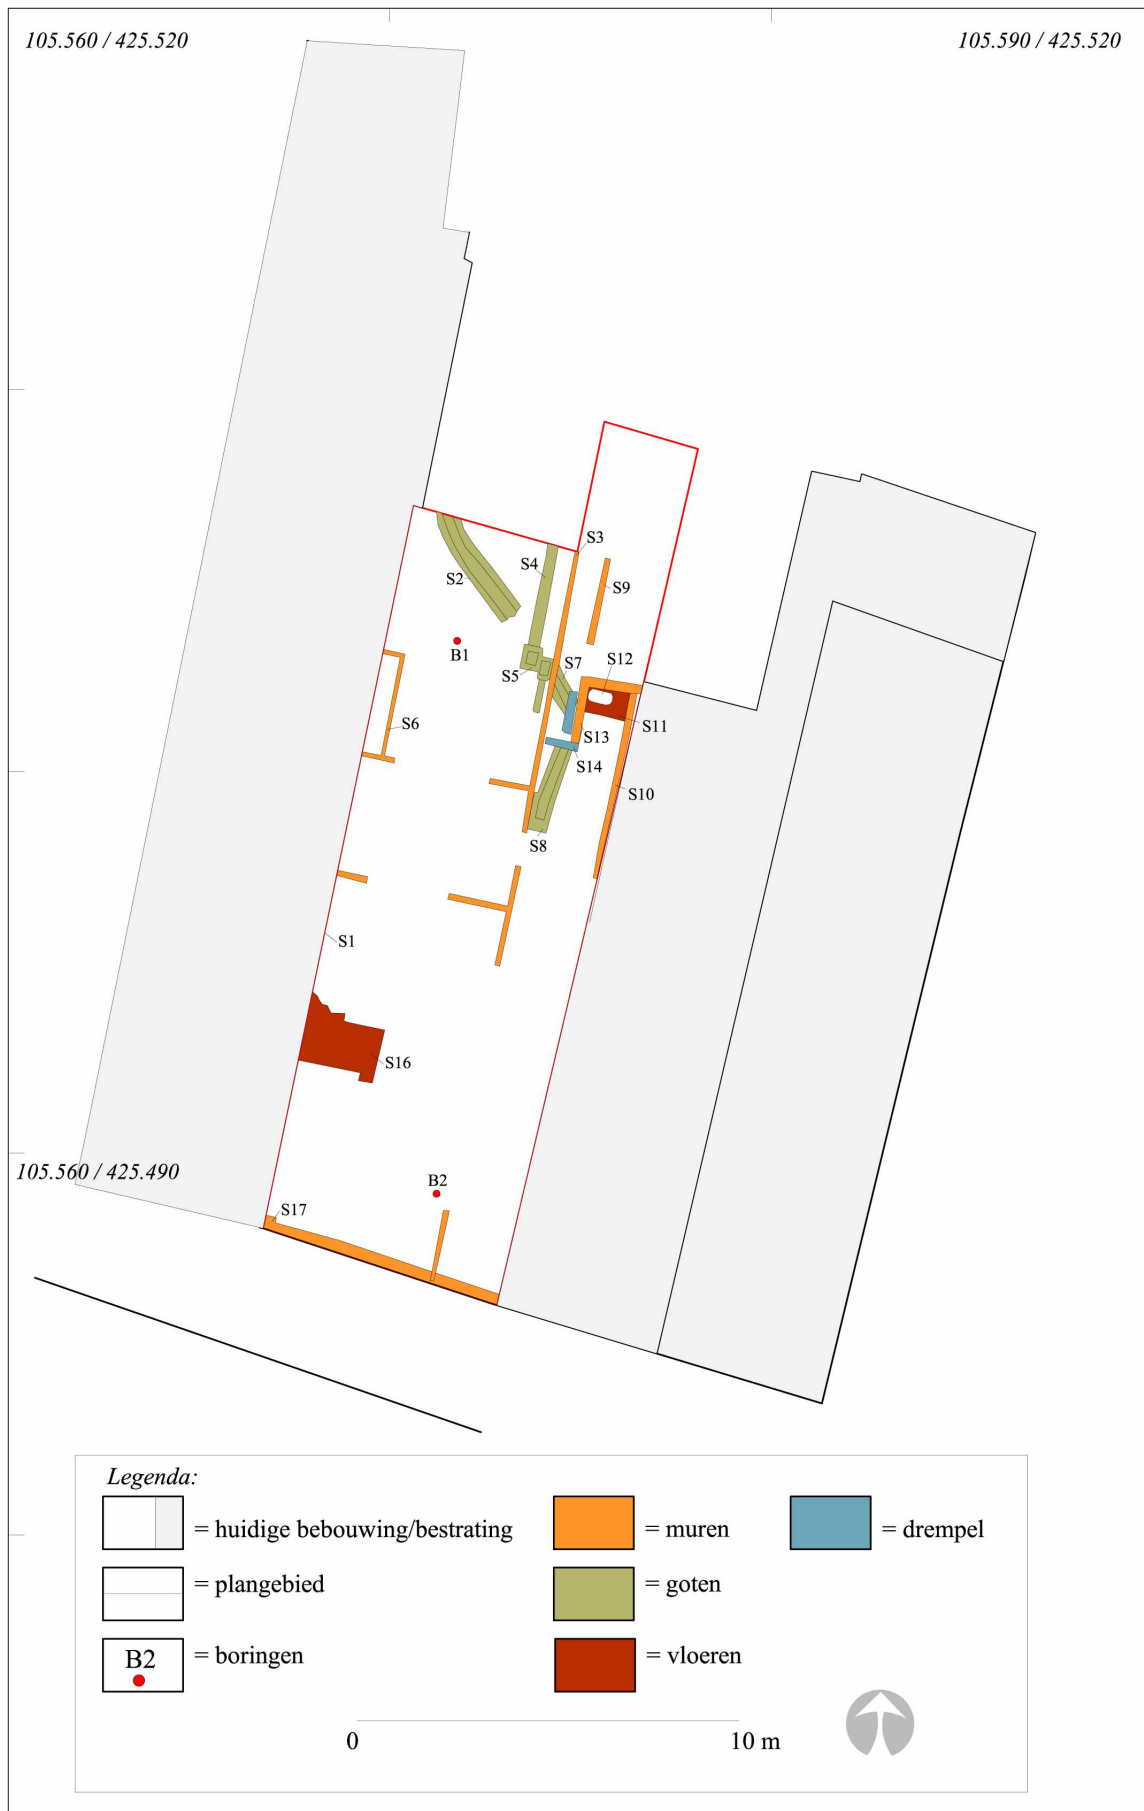 105.560 / 425.520
105.590 / 425.520
S3
S4
S2
S9
B1
S5
S7
S12
S6
S11
S13
S14
S10
S8
S1
S16
105.560 / 425.490
B2
S17
Legenda:
= huidige bebouwing/bestrating
= muren
= drempel
= plangebied
= goten
B2
= boringen
= vloeren
0
10 m